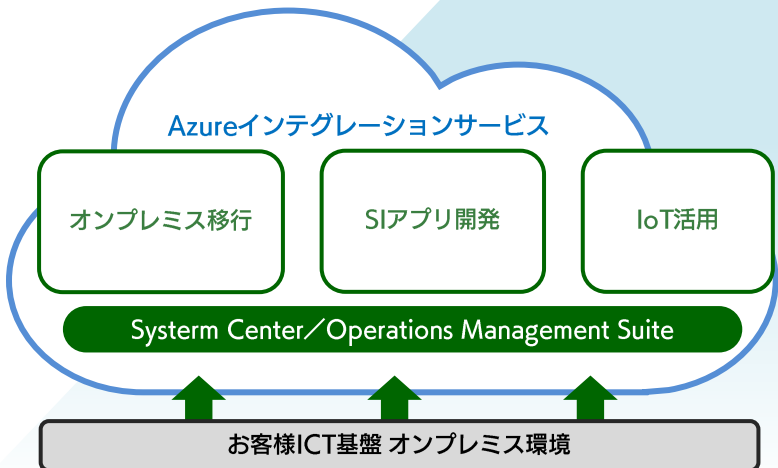 Azureインテグレーションサービス
オンプレミス移行
SIアプリ開発
IoT活用
Systerm Center／Operations Management Suite
お客様ICT基盤 オンプレミス環境